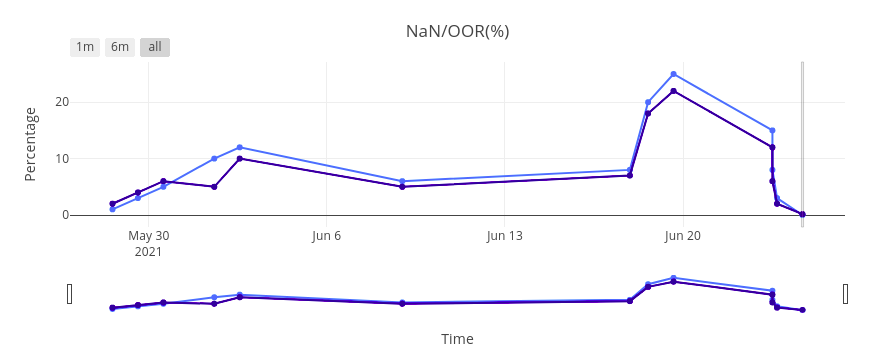 NaN/OOR(%)
1m 6m all
Percentage
20
10
0
May 30 Jun 6 Jun 13 Jun 20
2021
Time